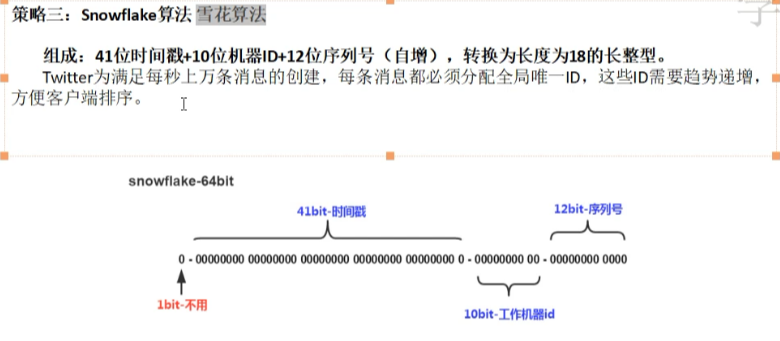 字
策略三：Snowflake算法 雪花算法
组成：41位时间戳+10位机器ID+12位序列号（自增），转换为长度为18的长整型。
Twitter为满足每秒上万条消息的创建，每条消息都必须分配全局唯一ID，这些ID需要趋势递增，
方便客户端排序。
snowflake-64bit
41bit-时间戳
12bit-序列号
0 - 00000000 00000000 00000000 00000000 00000000 0 - 00000000 00 - 00000000 0000
1bit-不用
10bit-工作机器id